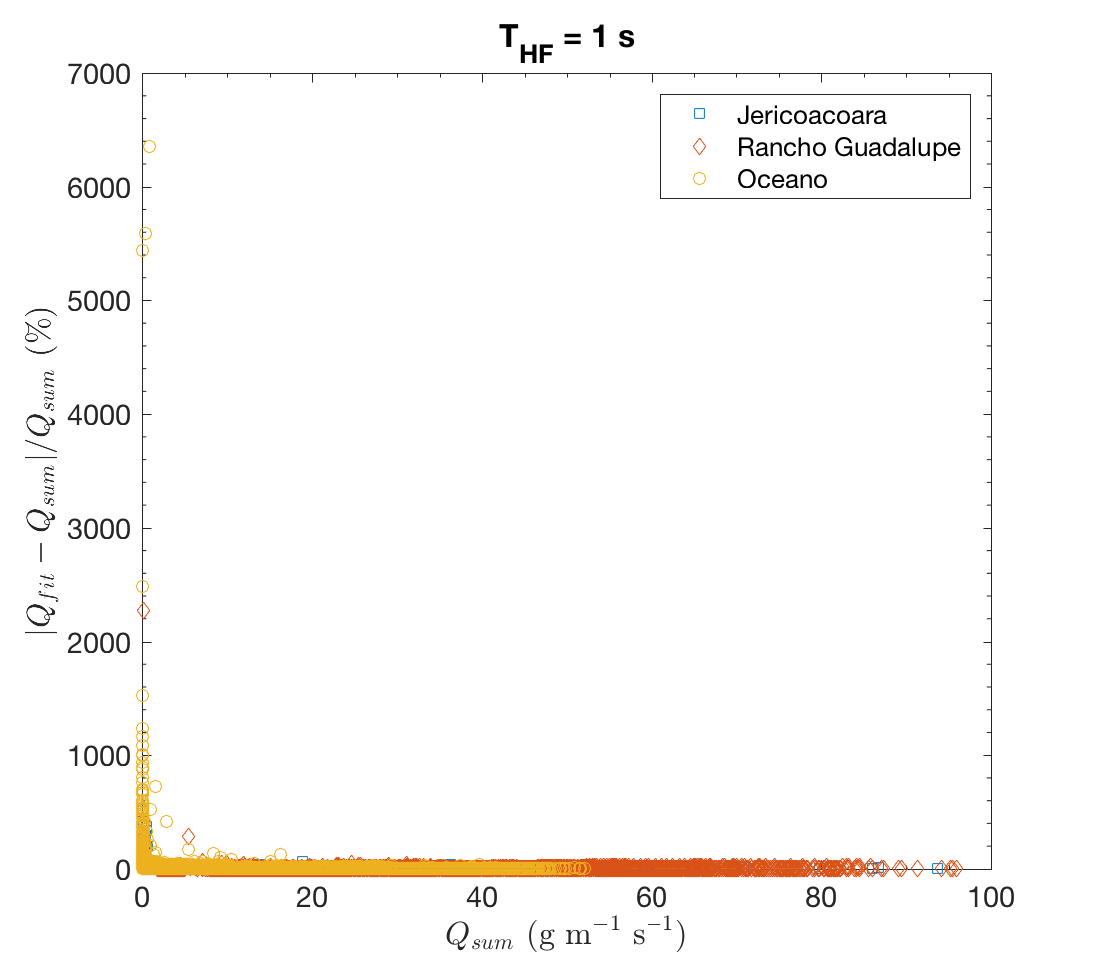 T_HF = 1 s
7000
6000
5000
4000
3000
2000
1000
0
|Q_fit − Q_sum|/Q_sum (%)
Jericoacoara
Rancho Guadalupe
Oceano
0 20 40 60 80 100
Q_sum (g m⁻¹ s⁻¹)